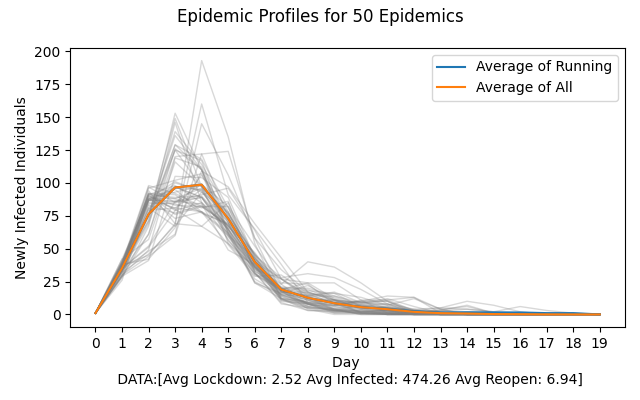 Epidemic Profiles for 50 Epidemics
200
175
150
125
100
75
50
25
0
Newly Infected Individuals
Average of Running
Average of All
0 1 2 3 4 5 6 7 8 9 10 11 12 13 14 15 16 17 18 19
Day
DATA:[Avg Lockdown: 2.52 Avg Infected: 474.26 Avg Reopen: 6.94]